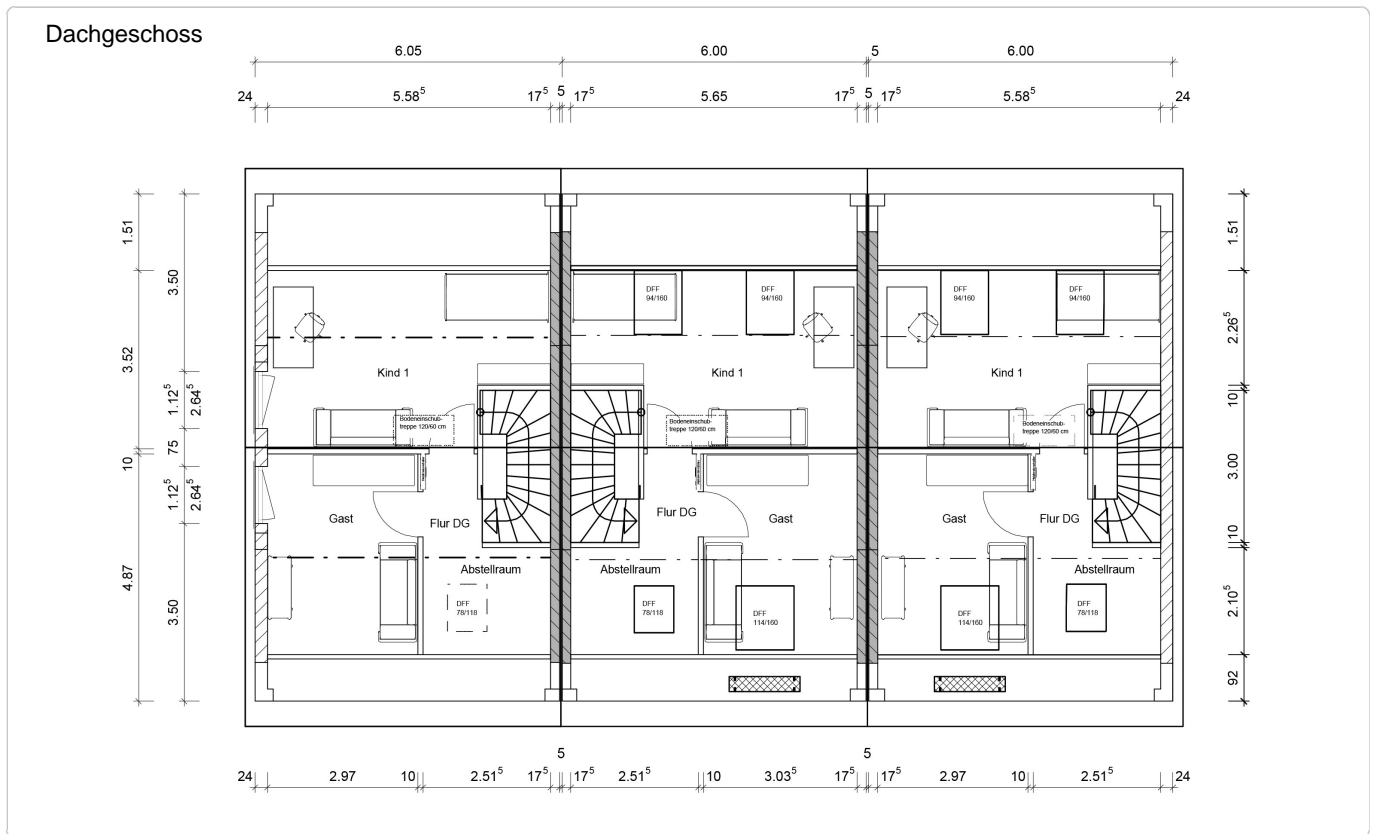 Dachgeschoss
6.05 6.00 5 6.00
24 5.58⁵ 17⁵ 5 17⁵ 5.65 17⁵ 5 17⁵ 5.58⁵ 24
1.51
3.52
10
4.87
3.50
1.12⁵
2.64⁵
75
1.12⁵
2.64⁵
3.50
DFF
94/160
DFF
94/160
DFF
94/160
DFF
94/160
Kind 1 Kind 1 Kind 1
Bodeneinschub-
treppe 120/60 cm
Bodeneinschub-
treppe 120/60 cm
Bodeneinschub-
treppe 120/60 cm
Gast Flur DG Flur DG Gast Gast Flur DG
Abstellraum Abstellraum Abstellraum
DFF
78/118
DFF
78/118
DFF
114/160
DFF
114/160
DFF
78/118
1.51
2.26⁵
10
3.00
10
2.10⁵
92
5 5
24 2.97 10 2.51⁵ 17⁵ 17⁵ 2.51⁵ 10 3.03⁵ 17⁵ 17⁵ 2.97 10 2.51⁵ 24